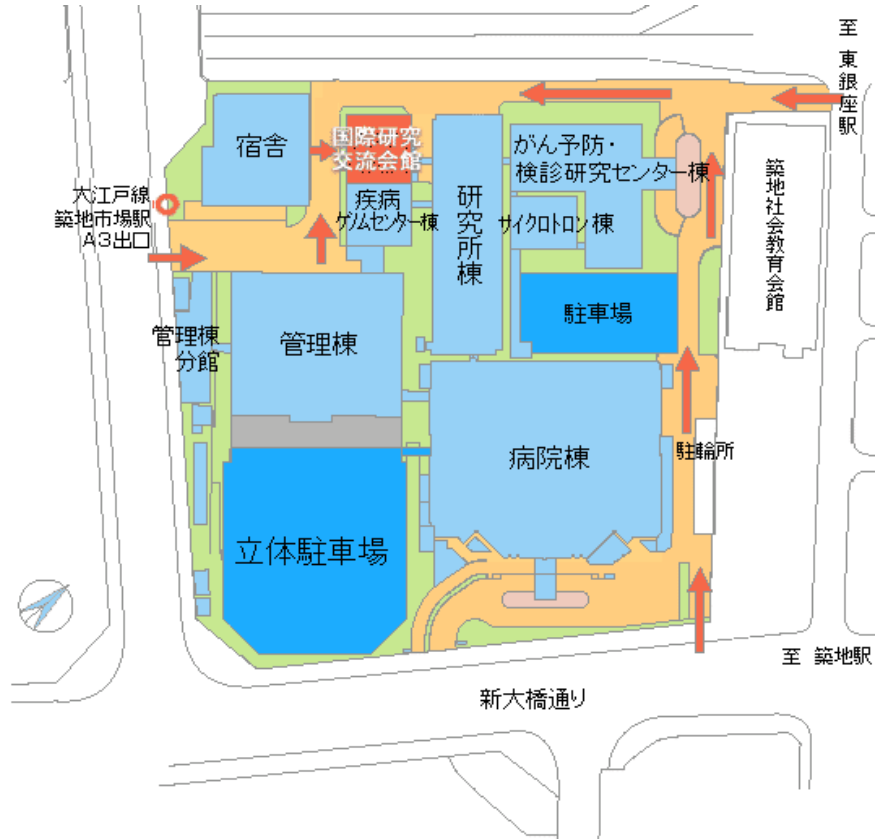 至
東
銀
座
駅
宿舎
国際研究
交流会館
疾病
ゲノムセンター棟
研
究
所
棟
がん予防・
検診研究センター棟
サイクロトロン棟
築
地
社
会
教
育
会
館
大江戸線
築地市場駅
A3出口
駐車場
管理棟
分館
管理棟
病院棟
駐輪所
立体駐車場
至 築地駅
新大橋通り